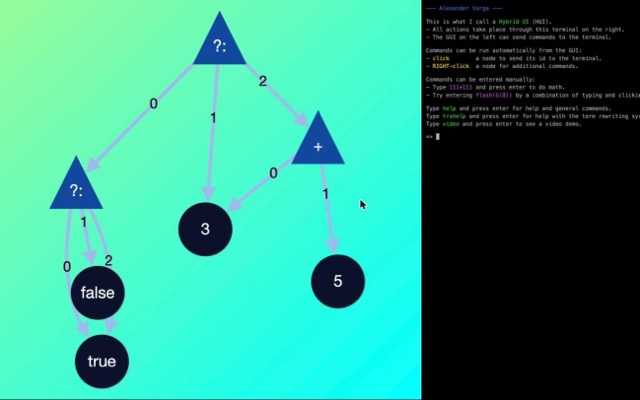 ?:
0
1
2
?:
+
0
1
0
1
2
3
5
false
true
--- Alexander Varga ---
This is what I call a Hybrid UI (HUI).
- All actions take place through this terminal on the right.
- The GUI on the left can send commands to the terminal.
Commands can be run automatically from the GUI:
- click a node to send its id to the terminal.
- RIGHT-click a node for additional commands.
Commands can be entered manually:
- Type 111+111 and press enter to do math.
- Try entering flash(G(0)) by a combination of typing and clickin
Type help and press enter for help and general commands.
Type trshelp and press enter for help with the term rewriting sys
Type video and press enter to see a video demo.
=>